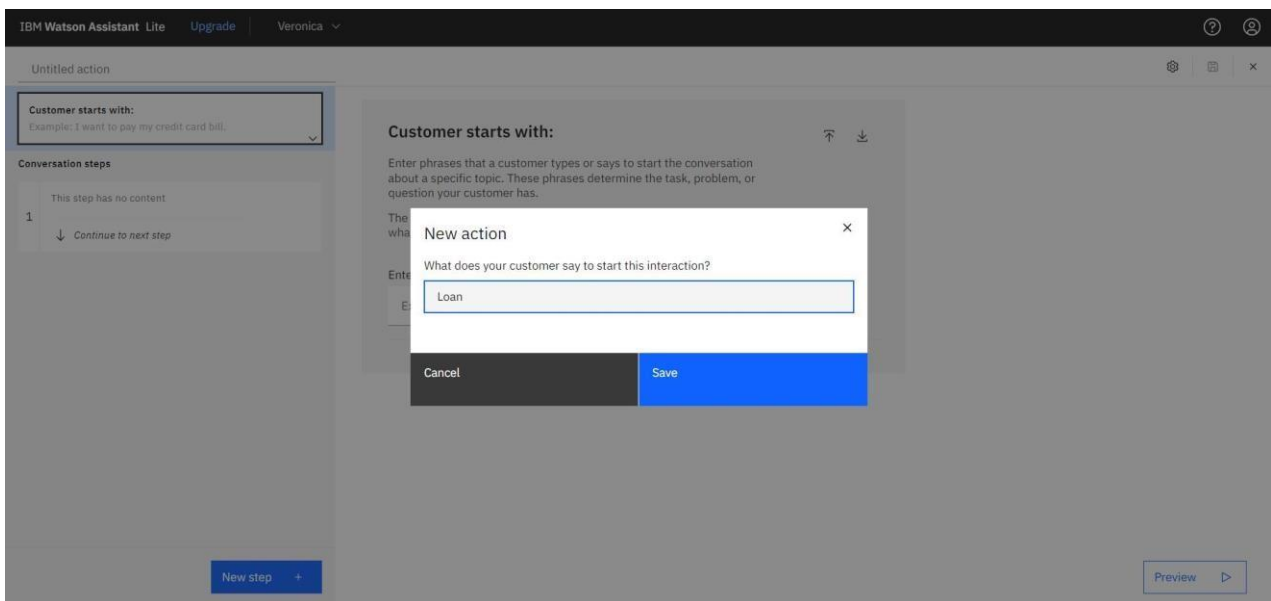 IBM Watson Assistant Lite Upgrade Veronica
Untitled action
Customer starts with:
Example: I want to pay my credit card bill.
Conversation steps
1
This step has no content
Continue to next step
New step +
Customer starts with:
Enter phrases that a customer types or says to start the conversation
about a specific topic. These phrases determine the task, problem, or
question your customer has.
The
New action
What does your customer say to start this interaction?
Loan
Cancel
Save
Preview